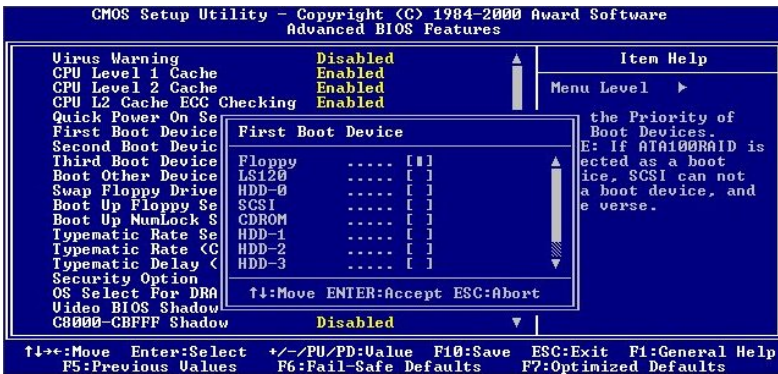 CMOS Setup Utility - Copyright (C) 1984-2000 Award Software
Advanced BIOS Features
Virus Warning Disabled
CPU Level 1 Cache Enabled
CPU Level 2 Cache Enabled
CPU L2 Cache ECC Checking Enabled
Quick Power On Se
First Boot Device
Second Boot Devic
Third Boot Device
Boot Other Devic
Swap Floppy Drive
Boot Up Floppy Se
Boot Up NumLock S
Typematic Rate Se
Typematic Rate (C
Typematic Delay (
Security Option
OS Select For DRA
Video BIOS Shadow
C8000-CBFFF Shadow Disabled
First Boot Device
Floppy ..... [ ]
LS120 ..... [ ]
HDD-0 ..... [ ]
SCSI ..... [ ]
CDROM ..... [ ]
HDD-1 ..... [ ]
HDD-2 ..... [ ]
HDD-3 ..... [ ]
↑↓:Move ENTER:Accept ESC:Abort
Item Help
Menu Level ▶
the Priority of
Boot Devices.
E: If ATA100RAID is
ected as a boot
ice, SCSI can not
a boot device, and
e verse.
↑↓→←:Move Enter:Select +/-/PU/PD:Value F10:Save ESC:Exit F1:General Help
F5:Previous Values F6:Fail-Safe Defaults F7:Optimized Defaults